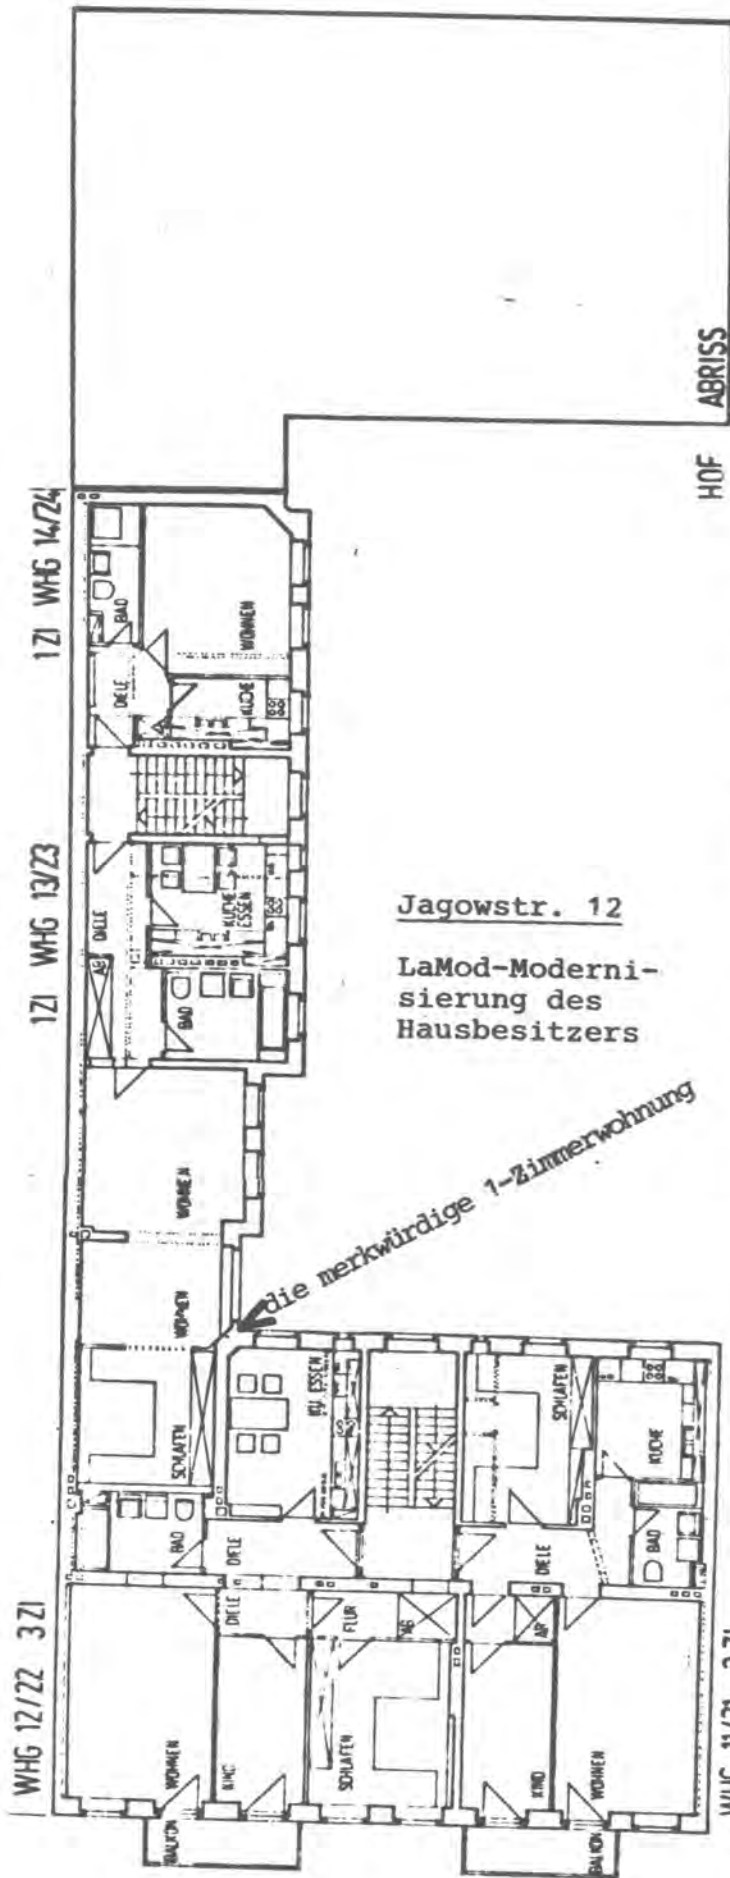 1 ZI WHG 14/24
BAD
DIELE
WOHNEN
KÜCHE
1 ZI WHG 13/23
DIELE
AB
KÜCHE
ESSEN
BAD
WOHNEN
WOHNEN
SCHLAFEN
HOF
ABRISS
Jagowstr. 12
LaMod-Moderni-
sierung des
Hausbesitzers
die merkwürdige 1-Zimmerwohnung
KÜ. ESSEN
SCHLAFEN
KÜCHE
BAD
DIELE
DIELE
BAD
WHG 12/22 3 ZI
DIELE
FLUR
WOHNEN
KIND
SCHLAFEN
KIND
WOHNEN
BALKON
BALKON